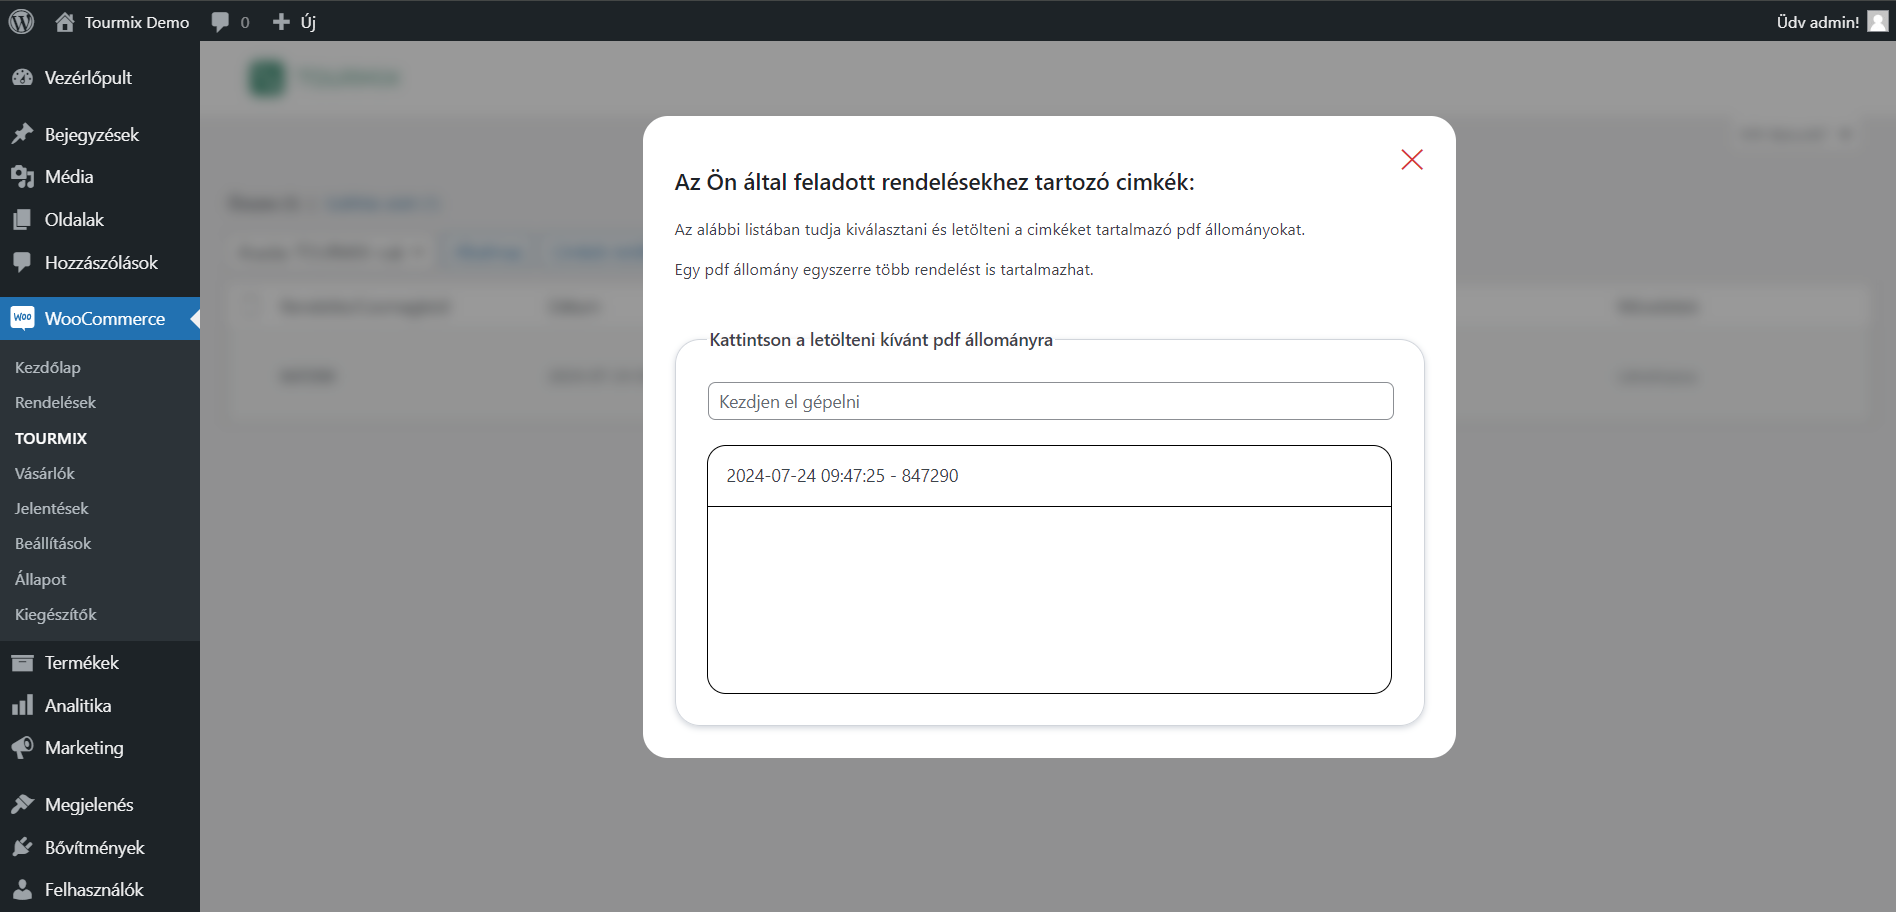 Tourmix Demo
0
Új
Üdv admin!
Vezérlőpult
Bejegyzések
Média
Oldalak
Hozzászólások
Woo
WooCommerce
Kezdőlap
Rendelések
TOURMIX
Vásárlók
Jelentések
Beállítások
Állapot
Kiegészítők
Termékek
Analitika
Marketing
Megjelenés
Bővítmények
Felhasználók
Az Ön által feladott rendelésekhez tartozó cimkék:
Az alábbi listában tudja kiválasztani és letölteni a cimkéket tartalmazó pdf állományokat.
Egy pdf állomány egyszerre több rendelést is tartalmazhat.
Kattintson a letölteni kívánt pdf állományra
Kezdjen el gépelni
2024-07-24 09:47:25 - 847290